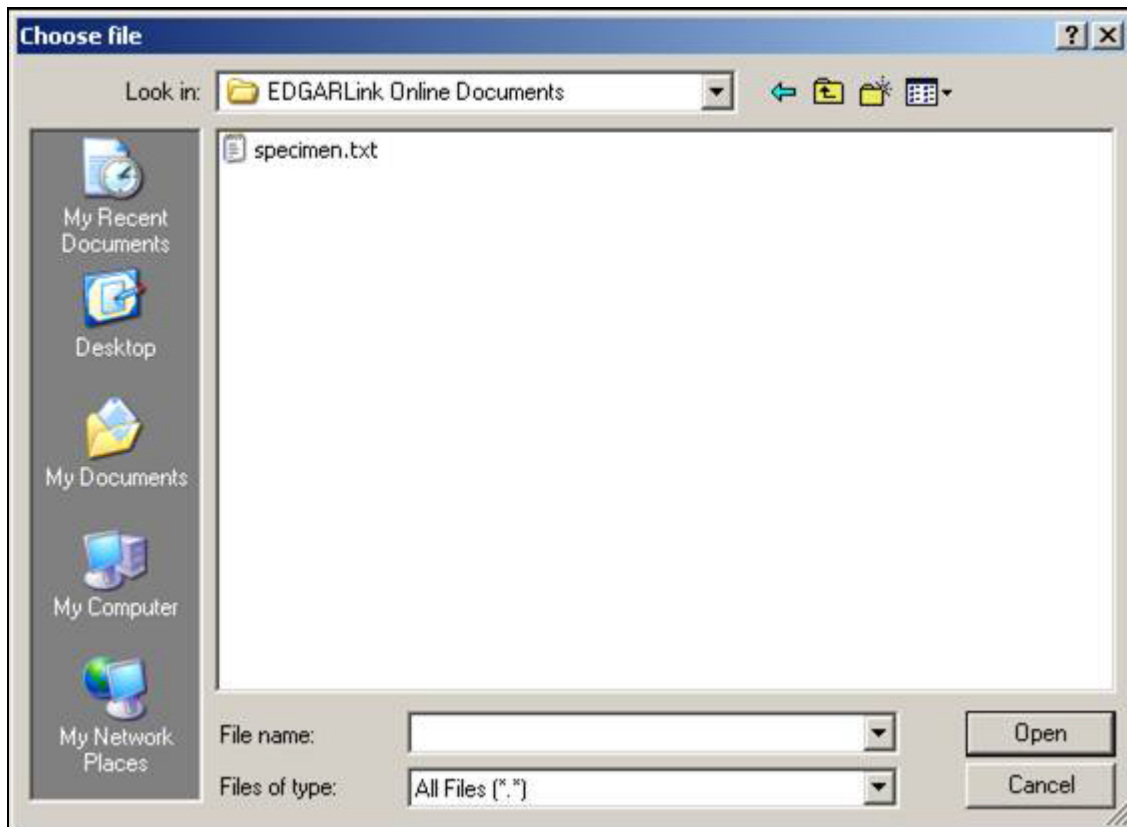 Choose file
Look in: EDGARLink Online Documents
specimen.txt
My Recent
Documents
Desktop
My Documents
My Computer
My Network
Places
File name:
Open
Files of type: All Files (*.*)
Cancel